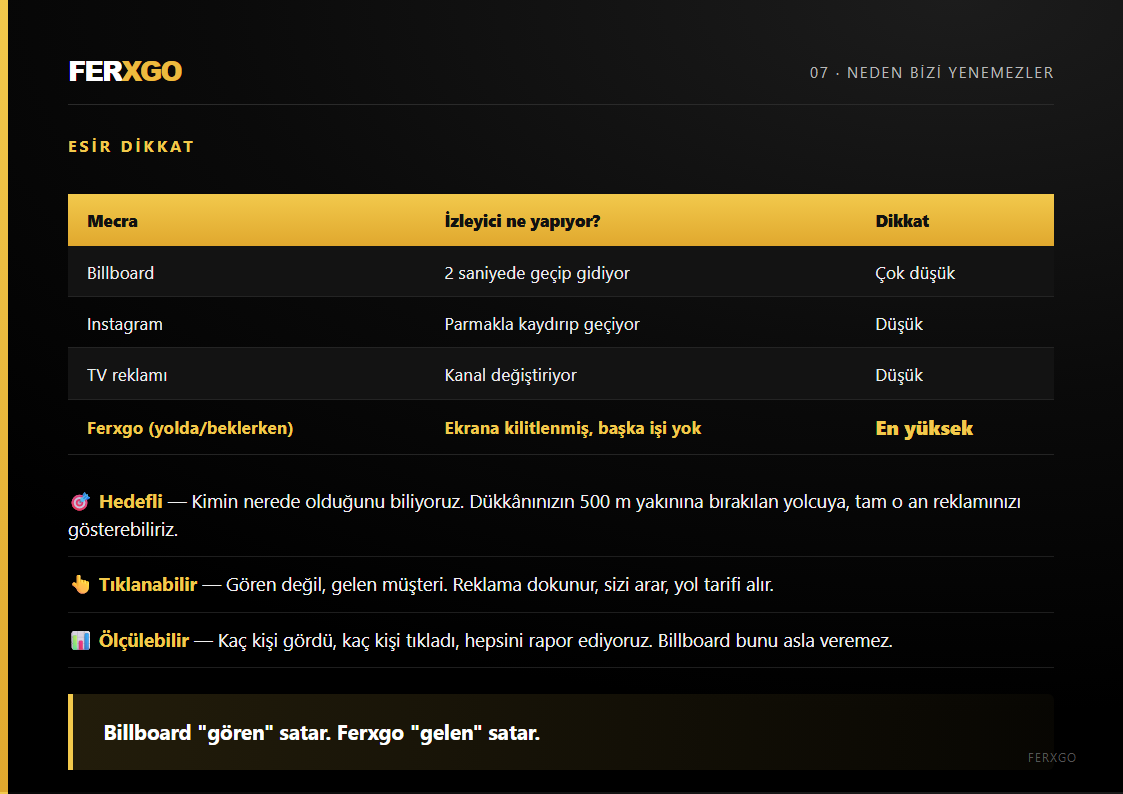 FERXGO
07 · NEDEN BİZİ YENEMEZLER
ESİR DİKKAT
Mecra İzleyici ne yapıyor? Dikkat
Billboard 2 saniyede geçip gidiyor Çok düşük
Instagram Parmakla kaydırıp geçiyor Düşük
TV reklamı Kanal değiştiriyor Düşük
Ferxgo (yolda/beklerken) Ekrana kilitlenmiş, başka işi yok En yüksek
🎯 Hedefli — Kimin nerede olduğunu biliyoruz. Dükkânınızın 500 m yakınına bırakılan yolcuya, tam o an reklamınızı
gösterebiliriz.
👆 Tıklanabilir — Gören değil, gelen müşteri. Reklama dokunur, sizi arar, yol tarifi alır.
📊 Ölçülebilir — Kaç kişi gördü, kaç kişi tıkladı, hepsini rapor ediyoruz. Billboard bunu asla veremez.
Billboard "gören" satar. Ferxgo "gelen" satar.
FERXGO